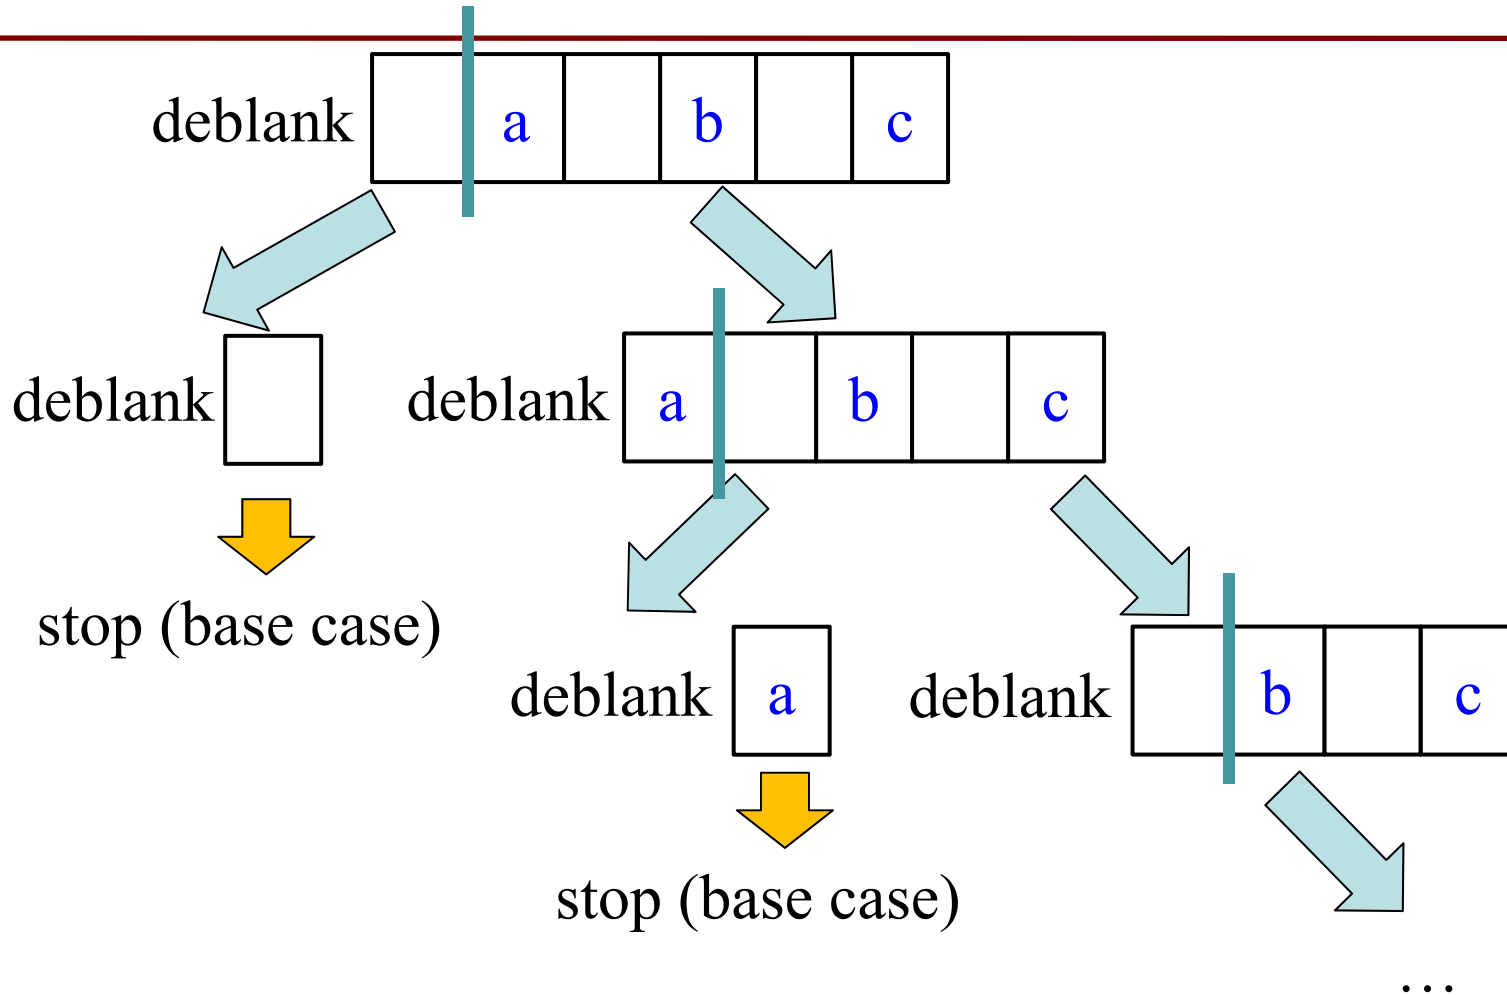 deblank a b c
deblank deblank a b c
stop (base case)
deblank a deblank b c
stop (base case)
…